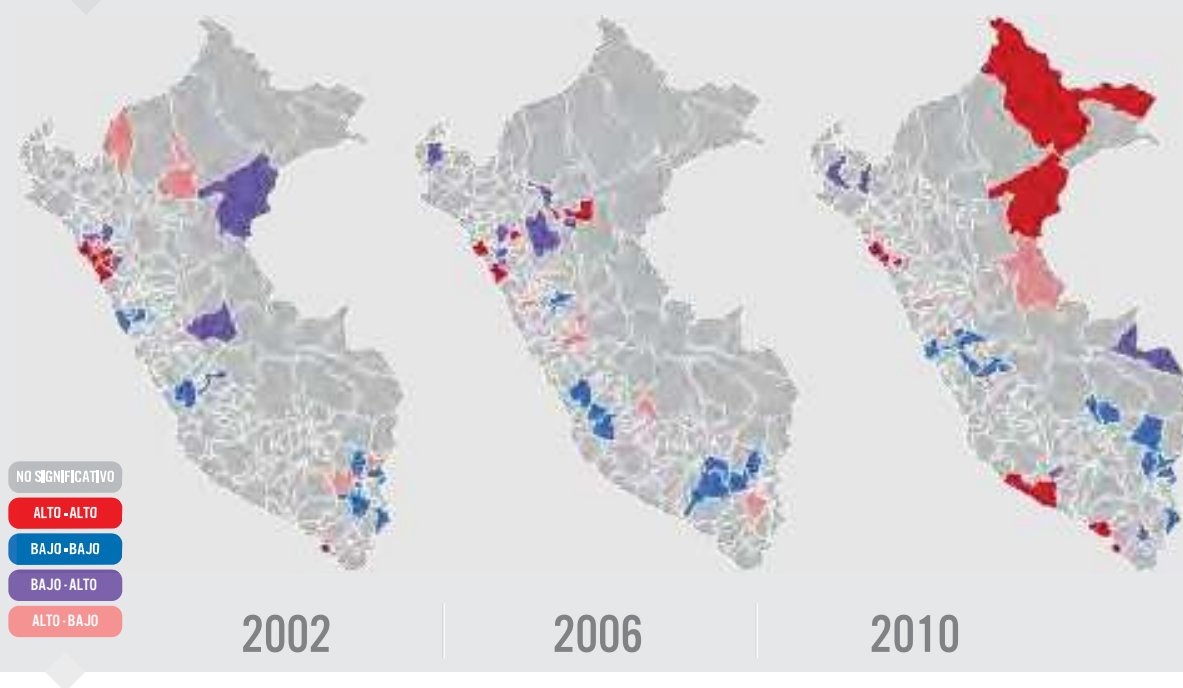 NO SIGNIFICATIVO
ALTO - ALTO
BAJO - BAJO
BAJO - ALTO
ALTO - BAJO
2002
2006
2010